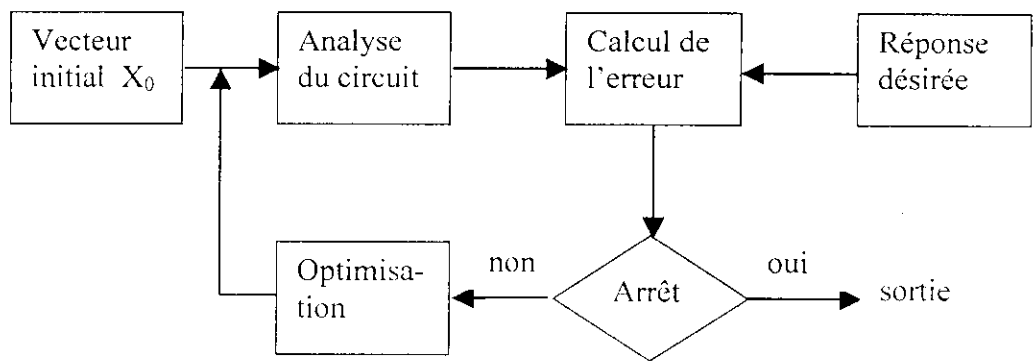 Vecteur
initial X₀
Analyse
du circuit
Calcul de
l'erreur
Réponse
désirée
Optimisa-
tion
non
Arrêt
oui
sortie